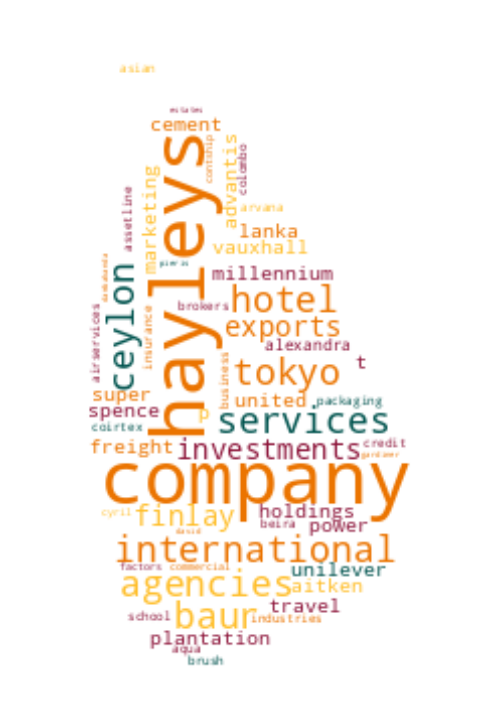 asian
estates
cement
hayleys
contship
advantis
colombo
marketing
assetline
arvana
lanka
vauxhall
pieris
millennium
ceylon
hotel
brokers
airservices
insurance
exports
alexandra
t
tokyo
business
super
united
packaging
spence
p
services
coirtex
freight
investments
credit
gardiner
company
cyril
finlay
holdings
beira
power
david
international
factors
commercial
unilever
agencies
aitken
travel
school
baur
industries
plantation
aqua
brush